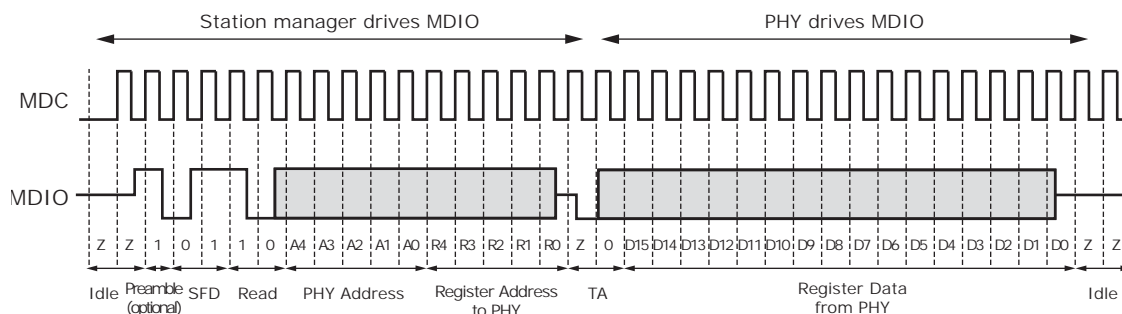 Station manager drives MDIO PHY drives MDIO
MDC
MDIO
Z Z 1 0 1 1 0 A4 A3 A2 A1 A0 R4 R3 R2 R1 R0 Z 0 D15 D14 D13 D12 D11 D10 D9 D8 D7 D6 D5 D4 D3 D2 D1 D0 Z Z
Idle Preamble SFD Read PHY Address Register Address TA Register Data Idle
(optional) to PHY from PHY